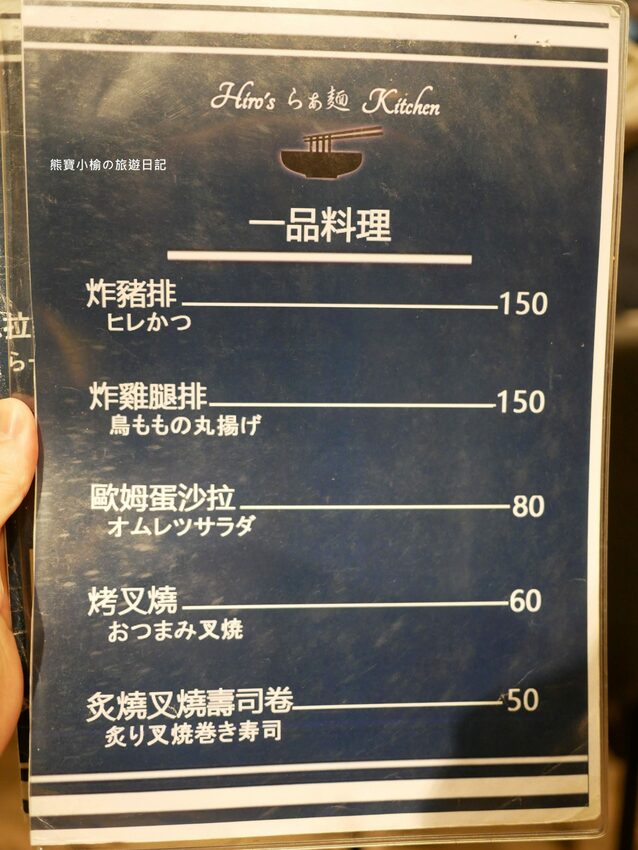 Hiro's らぁ麺 Kitchen
熊寶小榆の旅遊日記
一品料理
炸豬排 150
ヒレかつ
炸雞腿排 150
鳥ももの丸揚げ
歐姆蛋沙拉 80
オムレツサラダ
烤叉燒 60
おつまみ叉焼
炙燒叉燒壽司卷 50
炙り叉焼巻き寿司
拉
ら